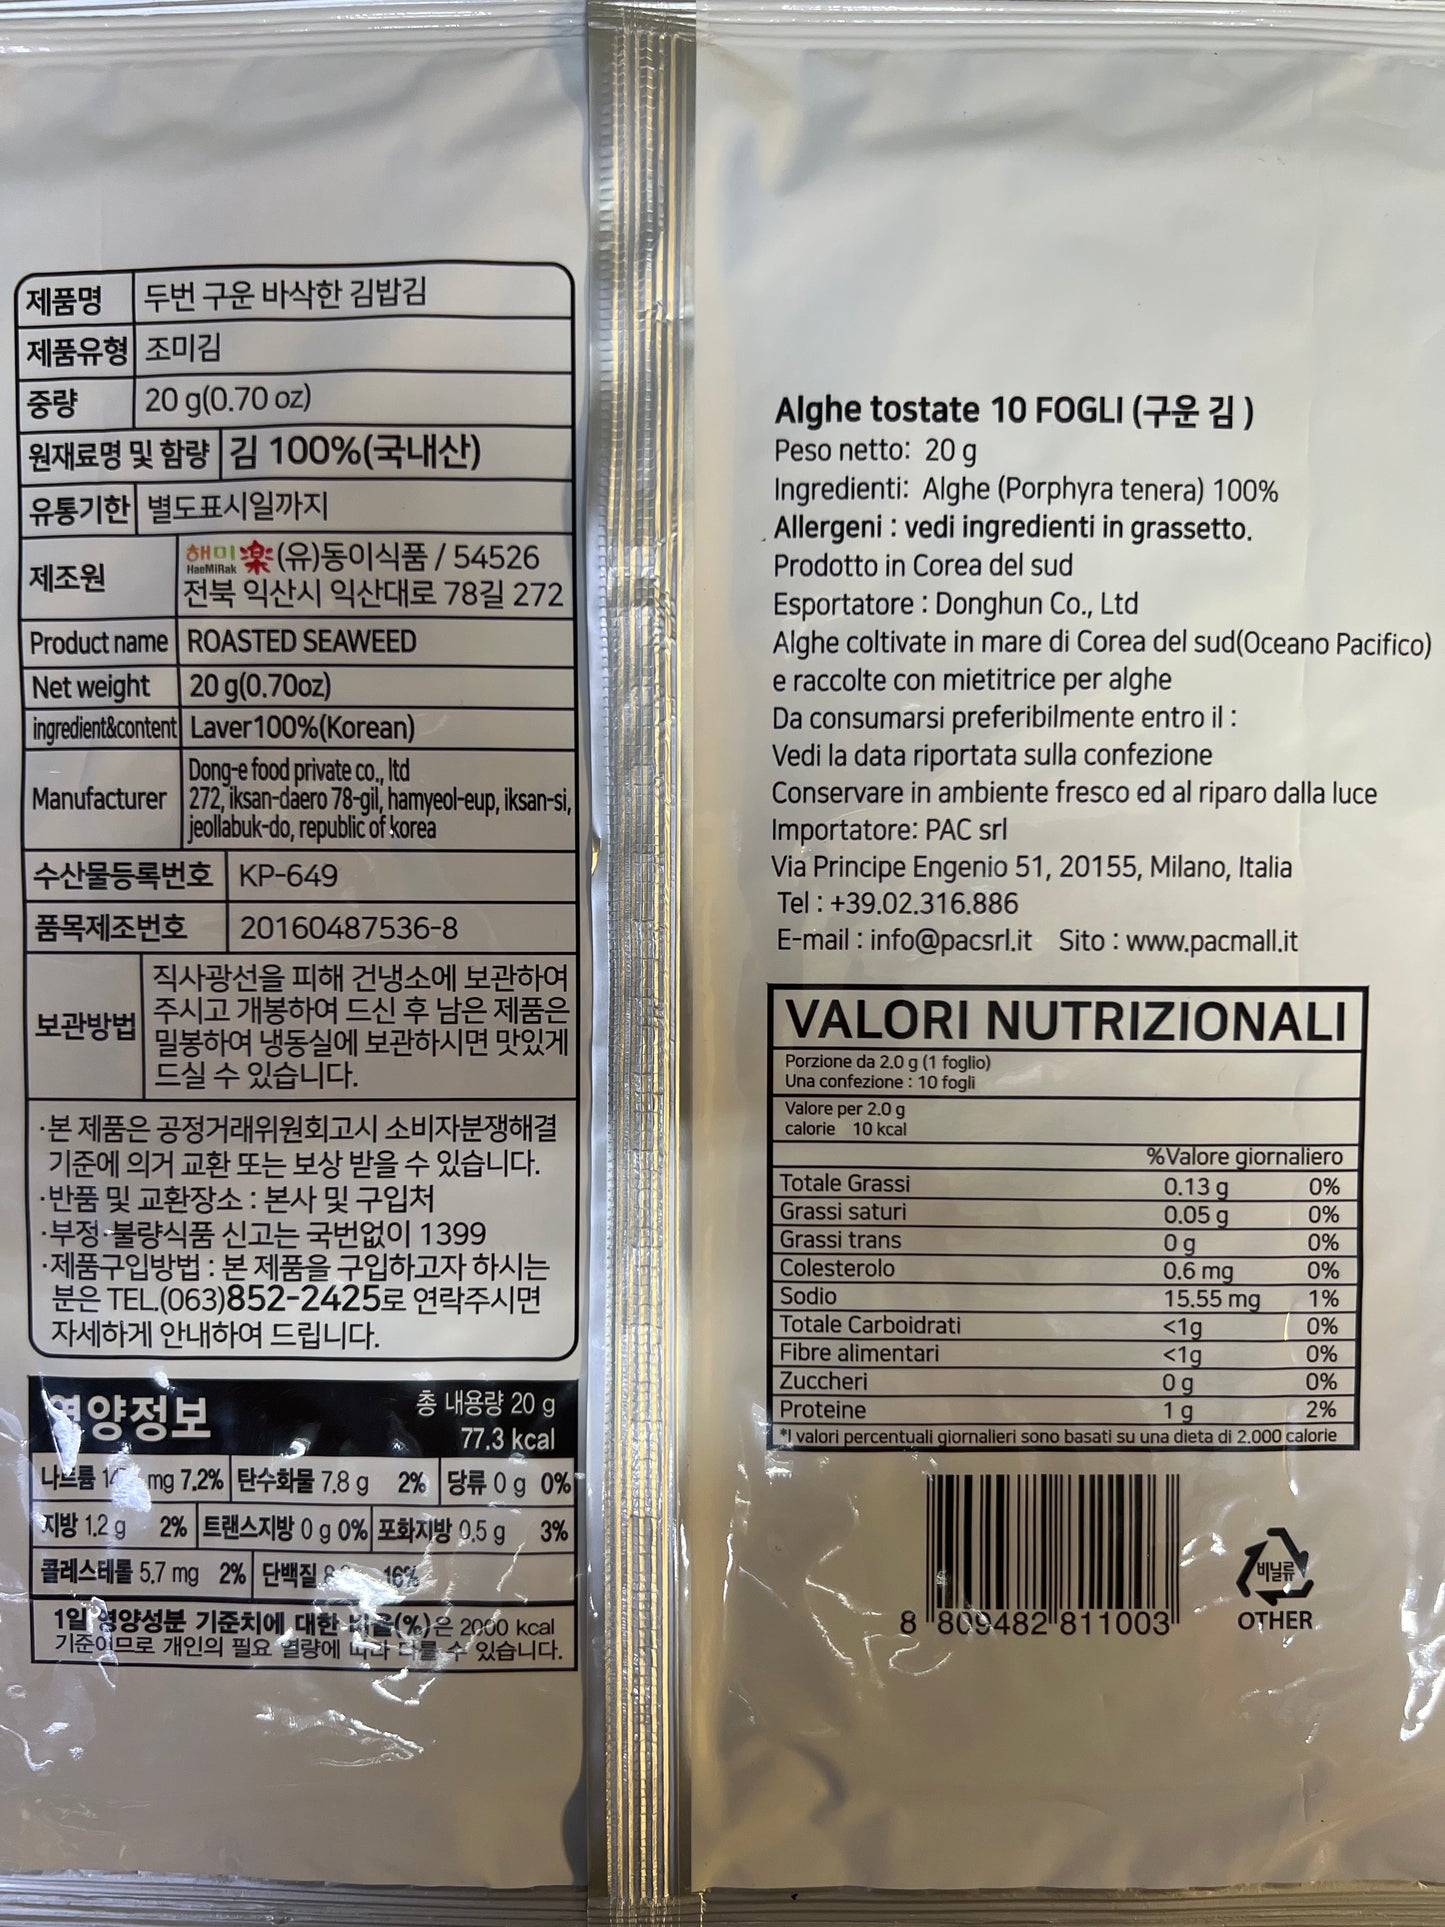 제품명 두번 구운 바삭한 김밥김
제품유형 조미김
중량 20 g(0.70 oz)
원재료명 및 함량 김 100%(국내산)
유통기한 별도표시일까지
제조원
해미樂 (유)동이식품 / 54526
HaeMiRak
전북 익산시 익산대로 78길 272
Product name ROASTED SEAWEED
Net weight 20 g(0.70oz)
ingredient&content Laver100%(Korean)
Manufacturer
Dong-e food private co., ltd
272, iksan-daero 78-gil, hamyeol-eup, iksan-si,
jeollabuk-do, republic of korea
수산물등록번호 KP-649
품목제조번호 20160487536-8
보관방법
직사광선을 피해 건냉소에 보관하여
주시고 개봉하여 드신 후 남은 제품은
밀봉하여 냉동실에 보관하시면 맛있게
드실 수 있습니다.
·본 제품은 공정거래위원회고시 소비자분쟁해결
기준에 의거 교환 또는 보상 받을 수 있습니다.
·반품 및 교환장소 : 본사 및 구입처
·부정·불량식품 신고는 국번없이 1399
·제품구입방법 : 본 제품을 구입하고자 하시는
분은 TEL.(063)852-2425로 연락주시면
자세하게 안내하여 드립니다.
영양정보
총 내용량 20 g
77.3 kcal
나트륨 mg 7.2% 탄수화물 7.8 g 2% 당류 0 g 0%
지방 1.2 g 2% 트랜스지방 0 g 0% 포화지방 0.5 g 3%
콜레스테롤 5.7 mg 2% 단백질 16%
1일 영양성분 기준치에 대한 비율(%)은 2000 kcal
기준이므로 개인의 필요 열량에 따라 다를 수 있습니다.
Alghe tostate 10 FOGLI (구운 김 )
Peso netto: 20 g
Ingredienti: Alghe (Porphyra tenera) 100%
Allergeni : vedi ingredienti in grassetto.
Prodotto in Corea del sud
Esportatore : Donghun Co., Ltd
Alghe coltivate in mare di Corea del sud(Oceano Pacifico)
e raccolte con mietitrice per alghe
Da consumarsi preferibilmente entro il :
Vedi la data riportata sulla confezione
Conservare in ambiente fresco ed al riparo dalla luce
Importatore: PAC srl
Via Principe Engenio 51, 20155, Milano, Italia
Tel : +39.02.316.886
E-mail : info@pacsrl.it Sito : www.pacmall.it
VALORI NUTRIZIONALI
Porzione da 2.0 g (1 foglio)
Una confezione : 10 fogli
Valore per 2.0 g
calorie 10 kcal
%Valore giornaliero
Totale Grassi 0.13 g 0%
Grassi saturi 0.05 g 0%
Grassi trans 0 g 0%
Colesterolo 0.6 mg 0%
Sodio 15.55 mg 1%
Totale Carboidrati <1g 0%
Fibre alimentari <1g 0%
Zuccheri 0 g 0%
Proteine 1 g 2%
*I valori percentuali giornalieri sono basati su una dieta di 2.000 calorie
8 809482 811003
비닐류
OTHER